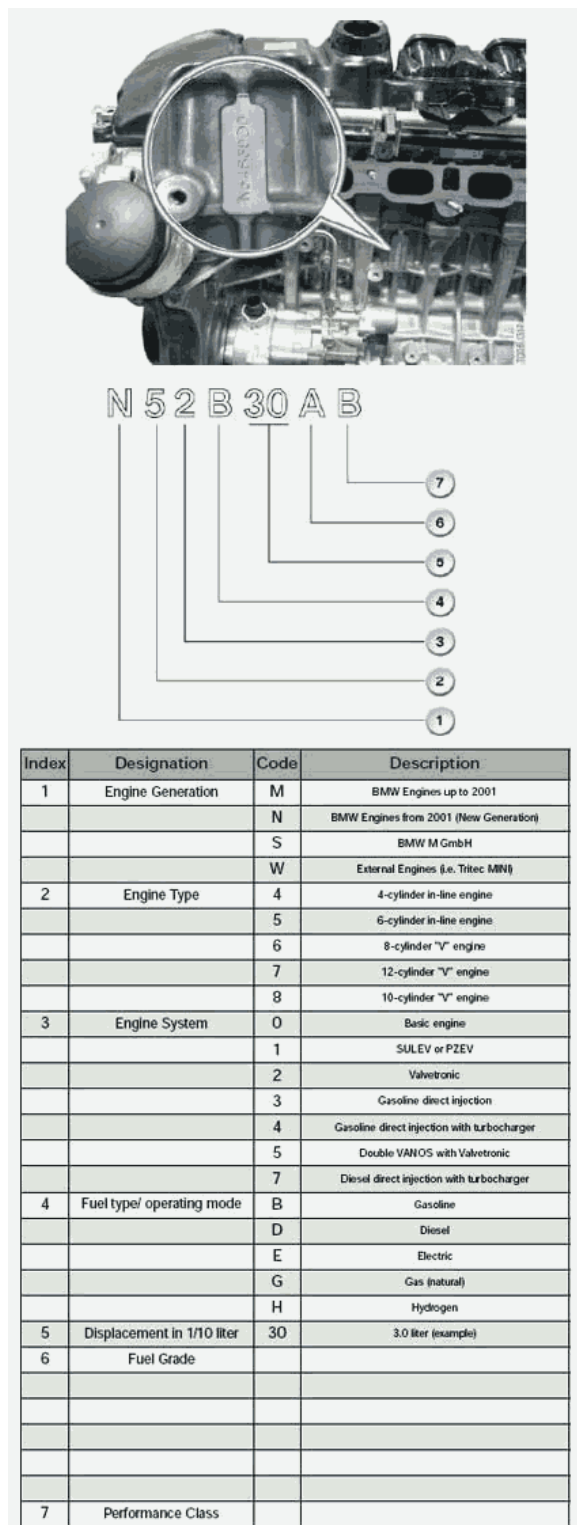 N52B30AB
7
6
5
4
3
2
1
Index Designation Code Description
1 Engine Generation M BMW Engines up to 2001
N BMW Engines from 2001 (New Generation)
S BMW M GmbH
W External Engines (i.e. Tritec MINI)
2 Engine Type 4 4-cylinder in-line engine
5 6-cylinder in-line engine
6 8-cylinder "V" engine
7 12-cylinder "V" engine
8 10-cylinder "V" engine
3 Engine System 0 Basic engine
1 SULEV or PZEV
2 Valvetronic
3 Gasoline direct injection
4 Gasoline direct injection with turbocharger
5 Double VANOS with Valvetronic
7 Diesel direct injection with turbocharger
4 Fuel type/ operating mode B Gasoline
D Diesel
E Electric
G Gas (natural)
H Hydrogen
5 Displacement in 1/10 liter 30 3.0 liter (example)
6 Fuel Grade
7 Performance Class